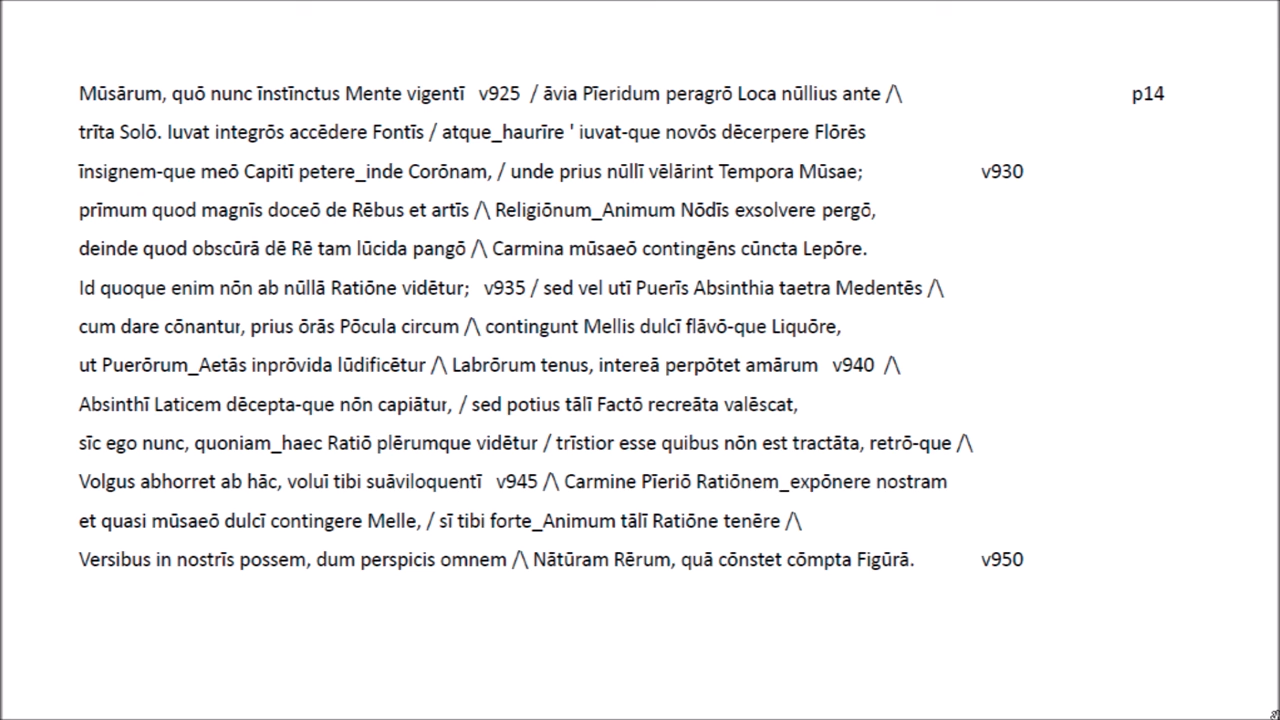 Mūsārum, quō nunc īnstīnctus Mente vigentī v925 / āvia Pīeridum peragrō Loca nūllius ante /\ p14
trīta Solō. Iuvat integrōs accēdere Fontīs / atque_haurīre ' iuvat-que novōs dēcerpere Flōrēs
īnsignem-que meō Capitī petere_inde Corōnam, / unde prius nūllī vēlārint Tempora Mūsae; v930
prīmum quod magnīs doceō de Rēbus et artīs /\ Religiōnum_Animum Nōdīs exsolvere pergō,
deinde quod obscūrā dē Rē tam lūcida pangō /\ Carmina mūsaeō contingēns cūncta Lepōre.
Id quoque enim nōn ab nūllā Ratiōne vidētur; v935 / sed vel utī Puerīs Absinthia taetra Medentēs /\
cum dare cōnantur, prius ōrās Pōcula circum /\ contingunt Mellis dulcī flāvō-que Liquōre,
ut Puerōrum_Aetās inprōvida lūdificētur /\ Labrōrum tenus, intereā perpōtet amārum v940 /\
Absinthī Laticem dēcepta-que nōn capiātur, / sed potius tālī Factō recreāta valēscat,
sīc ego nunc, quoniam_haec Ratiō plērumque vidētur / trīstior esse quibus nōn est tractāta, retrō-que /\
Volgus abhorret ab hāc, voluī tibi suāviloquentī v945 /\ Carmine Pīeriō Ratiōnem_expōnere nostram
et quasi mūsaeō dulcī contingere Melle, / sī tibi forte_Animum tālī Ratiōne tenēre /\
Versibus in nostrīs possem, dum perspicis omnem /\ Nātūram Rērum, quā cōnstet cōmpta Figūrā. v950